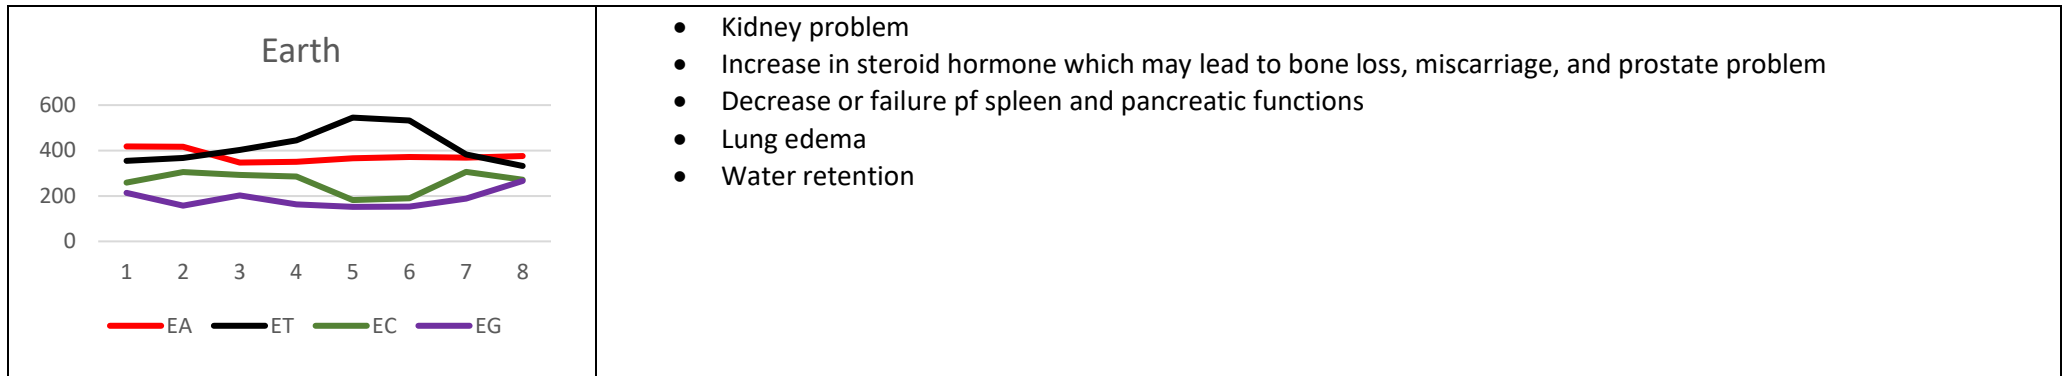 Earth
600
400
200
0
1 2 3 4 5 6 7 8
EA ET EC EG
• Kidney problem
• Increase in steroid hormone which may lead to bone loss, miscarriage, and prostate problem
• Decrease or failure pf spleen and pancreatic functions
• Lung edema
• Water retention